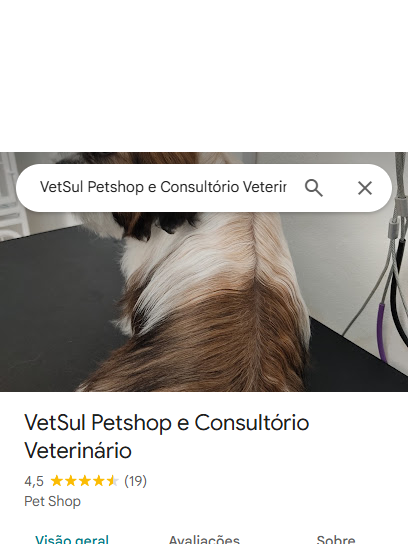 VetSul Petshop e Consultório Veterir
VetSul Petshop e Consultório
Veterinário
4,5 (19)
Pet Shop
Visão geral Avaliações Sobre